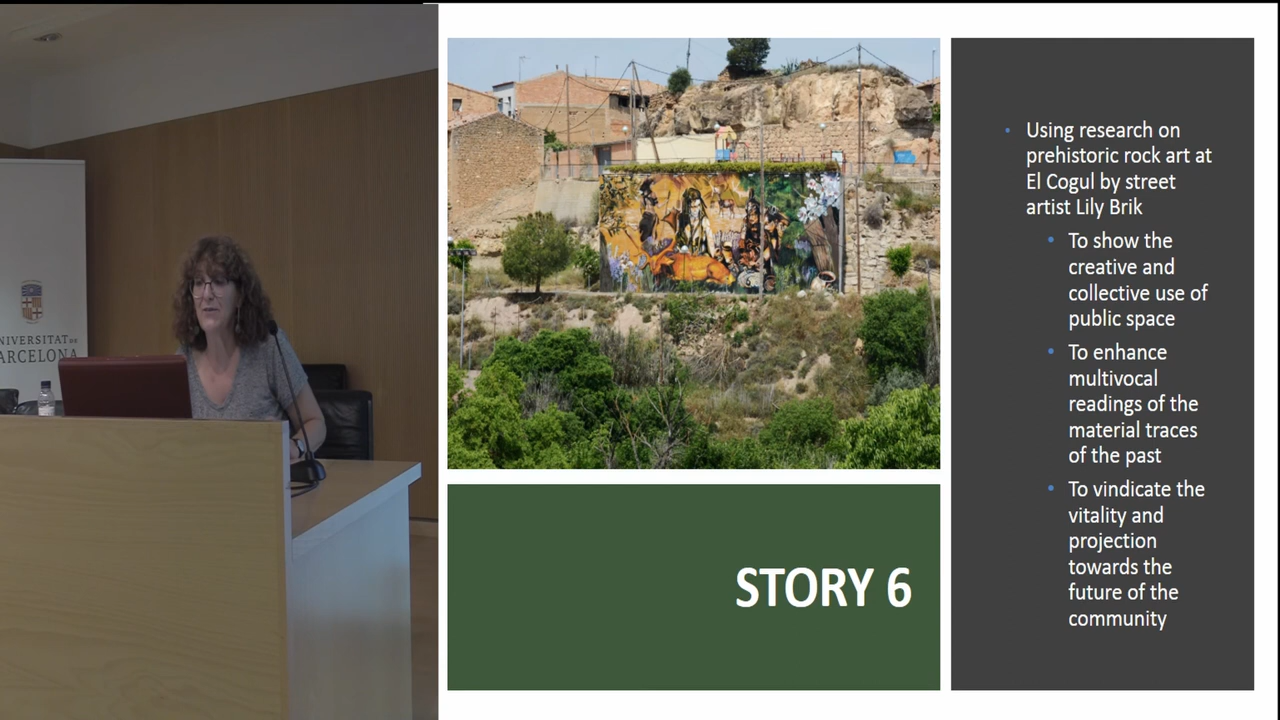 UNIVERSITAT DE
BARCELONA
Using research on
prehistoric rock art at
El Cogul by street
artist Lily Brik
To show the
creative and
collective use of
public space
To enhance
multivocal
readings of the
material traces
of the past
To vindicate the
vitality and
projection
towards the
future of the
community
STORY 6